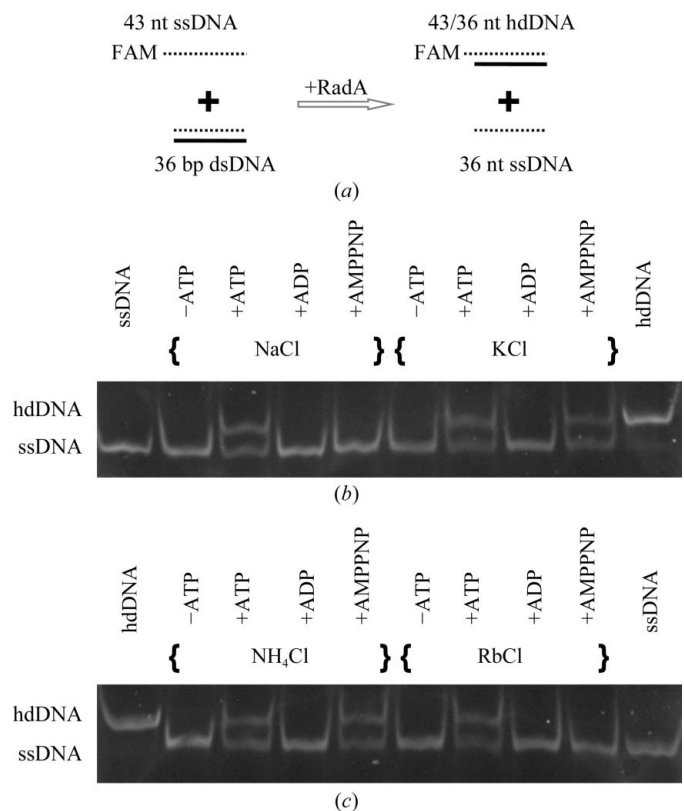 43 nt ssDNA 43/36 nt hdDNA
FAM FAM
+RadA
+ +
36 bp dsDNA 36 nt ssDNA
(a)
ssDNA −ATP +ATP +ADP +AMPPNP −ATP +ATP +ADP +AMPPNP hdDNA
{ NaCl } { KCl }
hdDNA
ssDNA
(b)
hdDNA −ATP +ATP +ADP +AMPPNP −ATP +ATP +ADP +AMPPNP ssDNA
{ NH₄Cl } { RbCl }
hdDNA
ssDNA
(c)